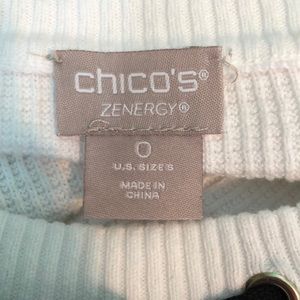 chico's®
ZENERGY®
0
U.S. SIZE S
MADE IN
CHINA